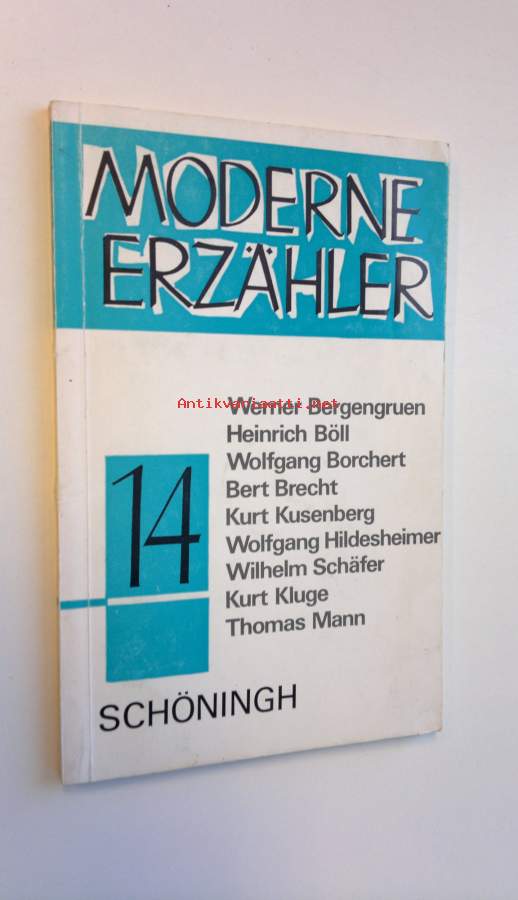 MODERNE
ERZÄHLER
Antikvariaatti.net
Werner Bergengruen
Heinrich Böll
Wolfgang Borchert
Bert Brecht
Kurt Kusenberg
Wolfgang Hildesheimer
Wilhelm Schäfer
Kurt Kluge
Thomas Mann
14
SCHÖNINGH